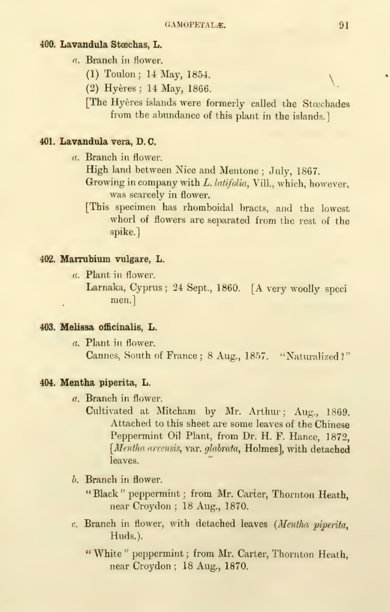 GAMOPETALÆ. 91
400. Lavandula Stœchas, L.
a. Branch in flower.
(1) Toulon ; 14 May, 1854.
(2) Hyères ; 14 May, 1866.
[The Hyères islands were formerly called the Stœchades
from the abundance of this plant in the islands.]
401. Lavandula vera, D. C.
a. Branch in flower.
High land between Nice and Mentone ; July, 1867.
Growing in company with L. latifolia, Vill., which, however,
was scarcely in flower.
[This specimen has rhomboidal bracts, and the lowest
whorl of flowers are separated from the rest of the
spike.]
402. Marrubium vulgare, L.
a. Plant in flower.
Larnaka, Cyprus ; 24 Sept., 1860. [A very woolly speci
men.]
403. Melissa officinalis, L.
a. Plant in flower.
Cannes, South of France ; 8 Aug., 1857. "Naturalized ?"
404. Mentha piperita, L.
a. Branch in flower.
Cultivated at Mitcham by Mr. Arthur ; Aug., 1869.
Attached to this sheet are some leaves of the Chinese
Peppermint Oil Plant, from Dr. H. F. Hance, 1872,
[Mentha arvensis, var. glabrata, Holmes], with detached
leaves.
b. Branch in flower.
"Black" peppermint ; from Mr. Carter, Thornton Heath,
near Croydon ; 18 Aug., 1870.
c. Branch in flower, with detached leaves (Mentha piperita,
Huds.).
"White" peppermint ; from Mr. Carter, Thornton Heath,
near Croydon ; 18 Aug., 1870.